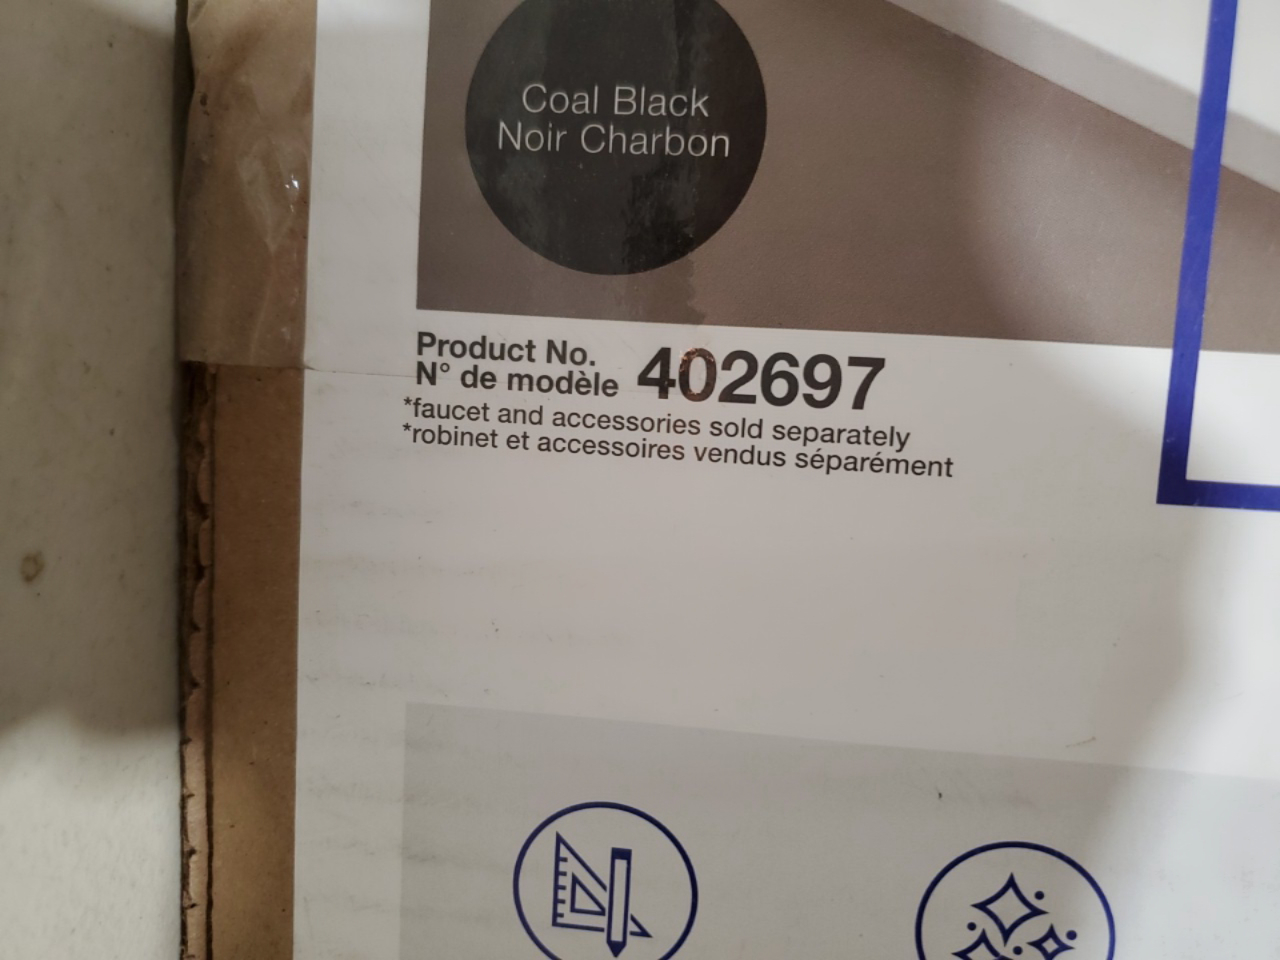 Coal Black
Noir Charbon
Product No.
N° de modèle
402697
*faucet and accessories sold separately
*robinet et accessoires vendus séparément